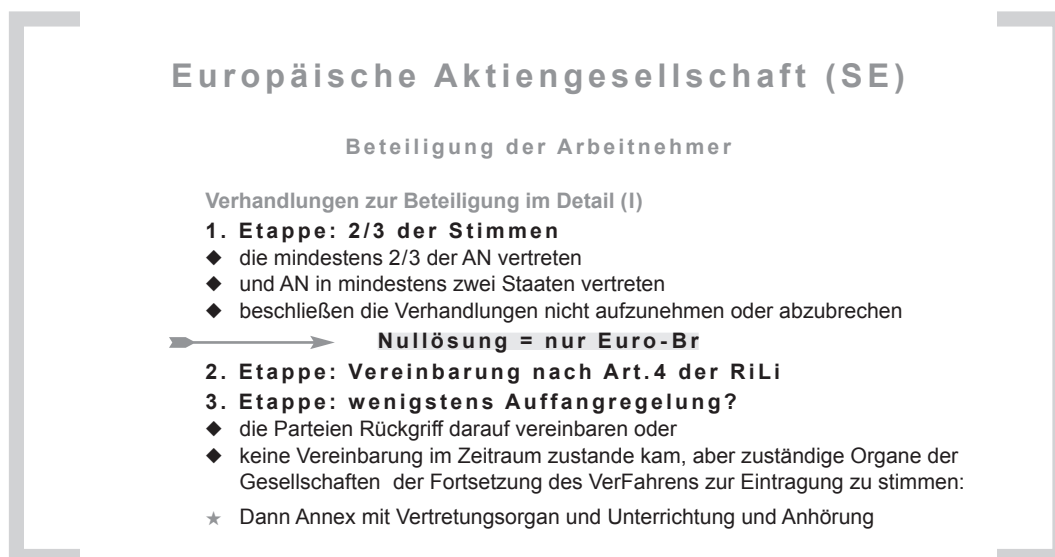 Europäische Aktiengesellschaft (SE)
Beteiligung der Arbeitnehmer
Verhandlungen zur Beteiligung im Detail (I)
1. Etappe: 2/3 der Stimmen
◆ die mindestens 2/3 der AN vertreten
◆ und AN in mindestens zwei Staaten vertreten
◆ beschließen die Verhandlungen nicht aufzunehmen oder abzubrechen
Nullösung = nur Euro-Br
2. Etappe: Vereinbarung nach Art.4 der RiLi
3. Etappe: wenigstens Auffangregelung?
◆ die Parteien Rückgriff darauf vereinbaren oder
◆ keine Vereinbarung im Zeitraum zustande kam, aber zuständige Organe der
Gesellschaften der Fortsetzung des VerFahrens zur Eintragung zu stimmen:
★ Dann Annex mit Vertretungsorgan und Unterrichtung und Anhörung